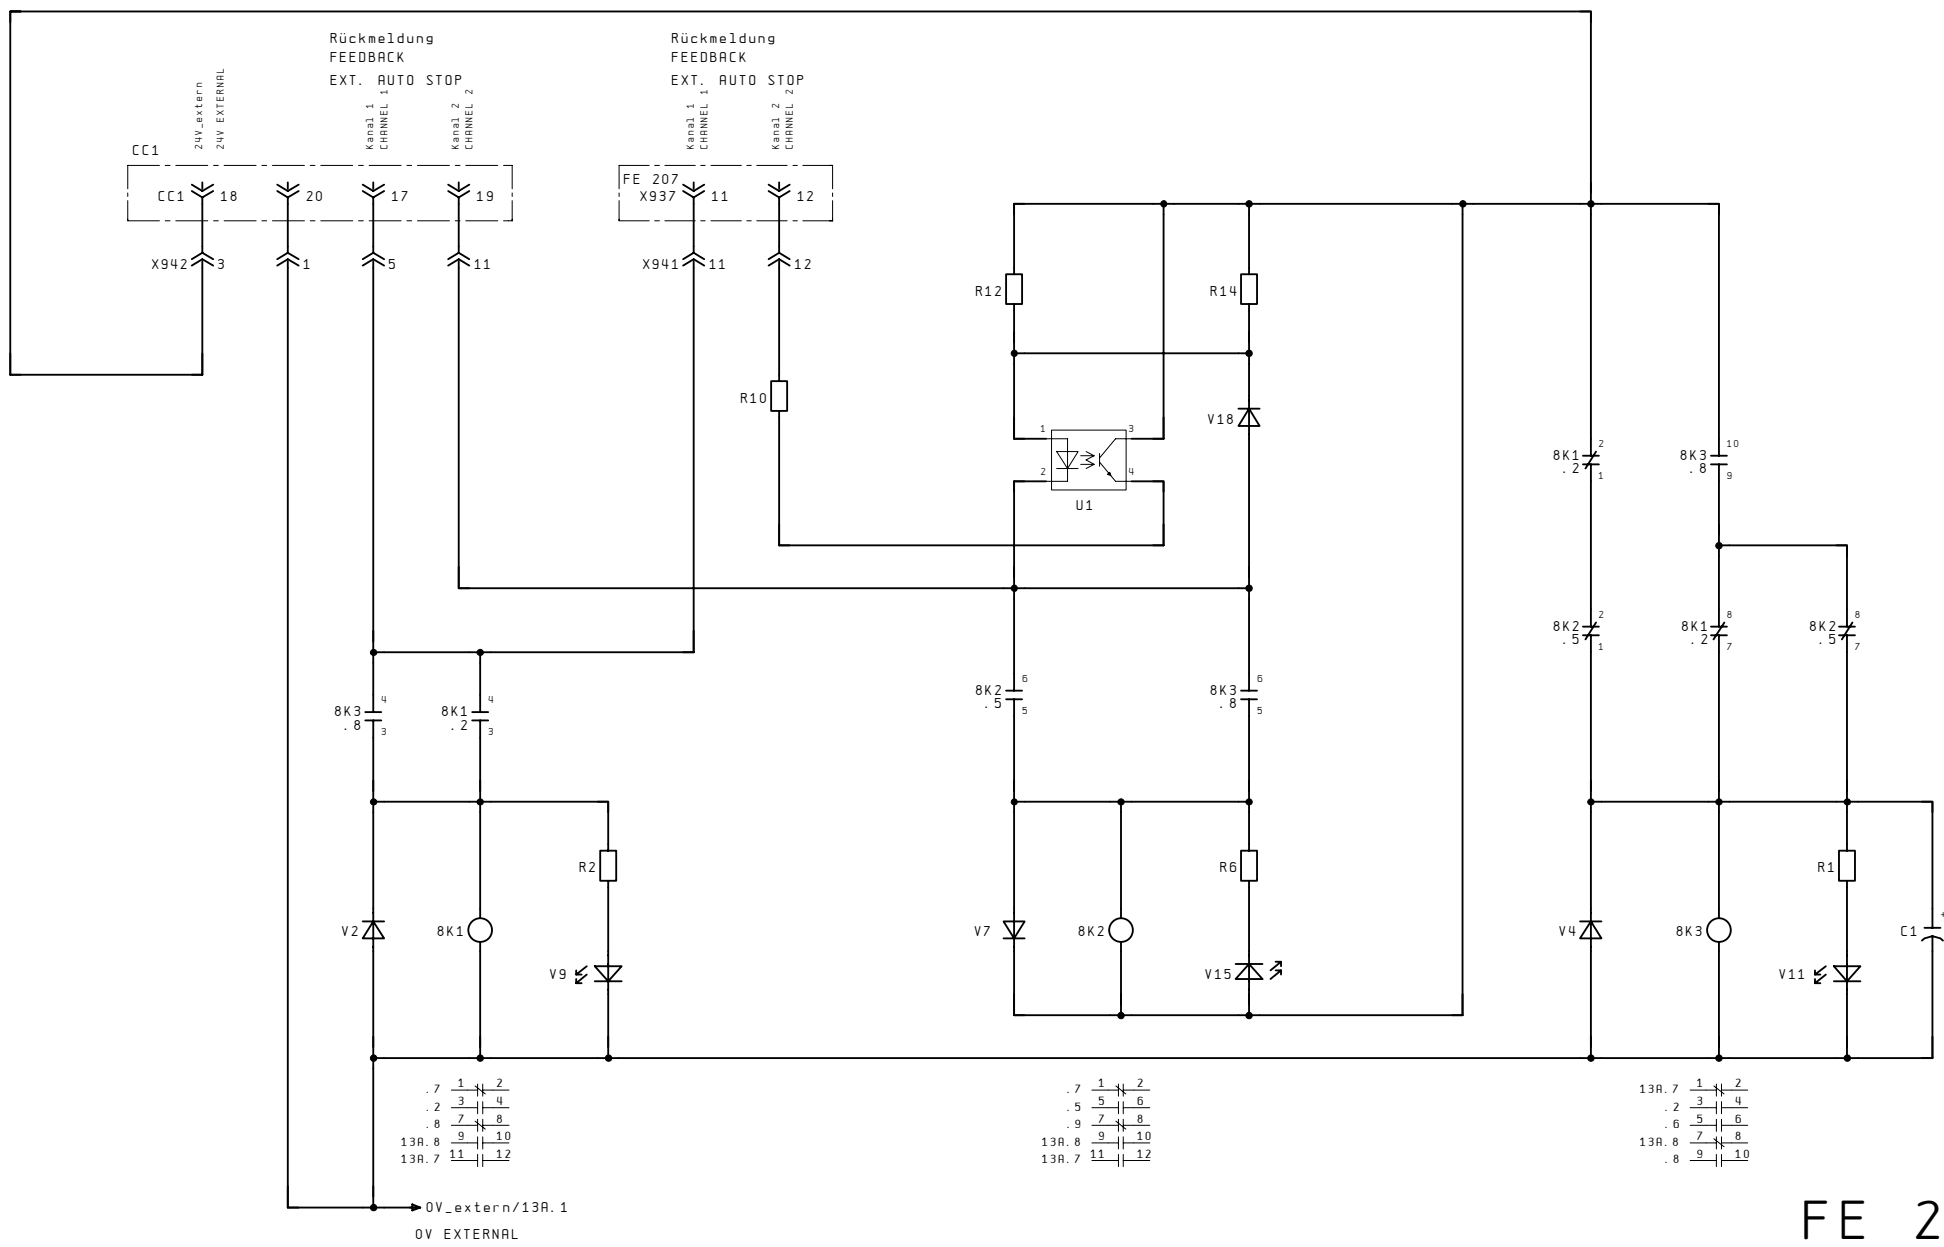 Rückmeldung
FEEDBACK
EXT. AUTO STOP
Rückmeldung
FEEDBACK
EXT. AUTO STOP
24V_extern
24V EXTERNAL
Kanal 1
CHANNEL 1
Kanal 2
CHANNEL 2
Kanal 1
CHANNEL 1
Kanal 2
CHANNEL 2
CC1
CC1 18 20 17 19
FE 207
X937 11 12
X942 3 1 5 11
X941 11 12
R12
R14
R10
V18
1 3
2 4
U1
8K1 2
.2 1
8K3 10
.8 9
8K2 2
.5 1
8K1 8
.2 7
8K2 8
.5 7
8K3 4
.8 3
8K1 4
.2 3
8K2 6
.5 5
8K3 6
.8 5
R2
R6
R1
V2
8K1
V9
V7
8K2
V15
V4
8K3
V11
C1 +
.7 1 2
.2 3 4
.8 7 8
13A.8 9 10
13A.7 11 12
.7 1 2
.5 5 6
.9 7 8
13A.8 9 10
13A.7 11 12
13A.7 1 2
.2 3 4
.6 5 6
13A.8 7 8
.8 9 10
0V_extern/13A.1
0V EXTERNAL
FE 2